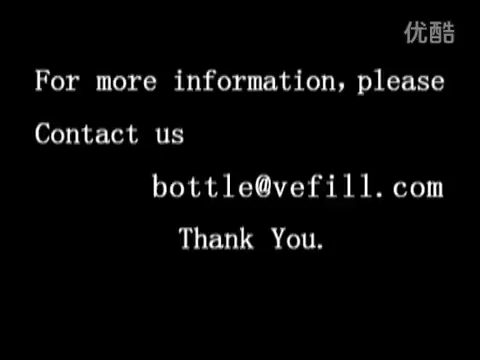 优酷
For more information, please
Contact us
bottle@vefill.com
Thank You.